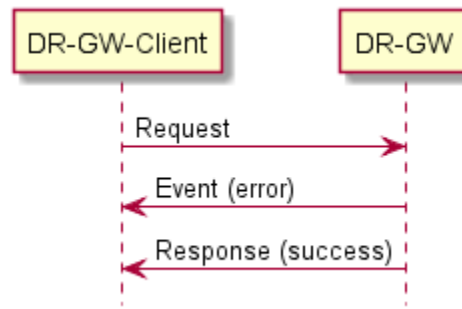 DR-GW-Client
DR-GW
Request
Event (error)
Response (success)